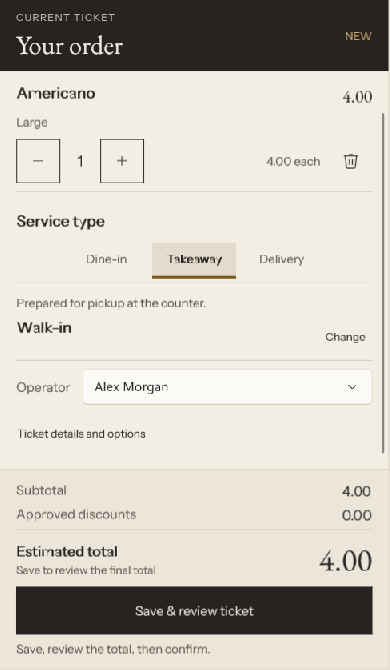 CURRENT TICKET
Your order
NEW
Americano
4.00
Large
− 1 +
4.00 each
Service type
Dine-in Takeaway Delivery
Prepared for pickup at the counter.
Walk-in
Change
Operator Alex Morgan
Ticket details and options
Subtotal 4.00
Approved discounts 0.00
Estimated total
4.00
Save to review the final total
Save & review ticket
Save, review the total, then confirm.